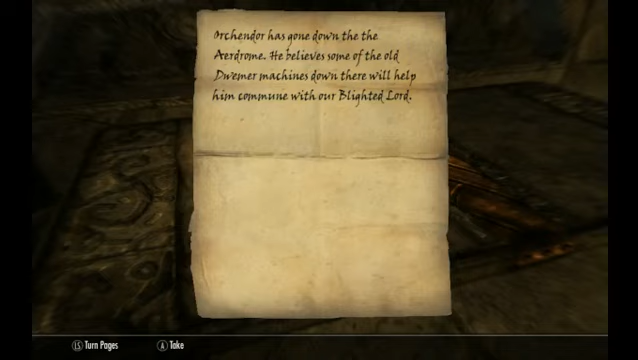 Orchendor has gone down the the
Aerdrome. He believes some of the old
Dwemer machines down there will help
him commune with our Blighted Lord.
LS Turn Pages A Take